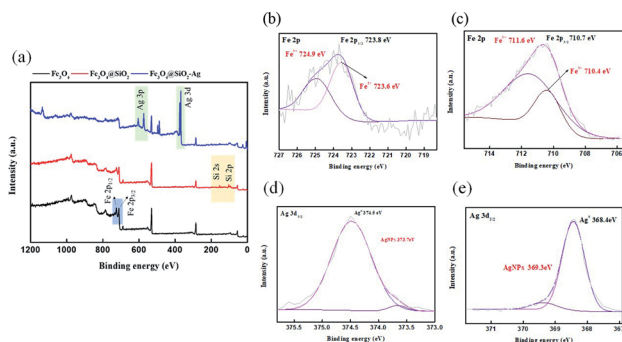 (a)
Fe₃O₄ Fe₃O₄@SiO₂ Fe₃O₄@SiO₂-Ag
Ag 3p
Ag 3d
Si 2s
Si 2p
Fe 2p₁/₂
Fe 2p₃/₂
Intensity (a.u.)
1200 1000 800 600 400 200 0
Binding energy (eV)
(b)
Fe 2p
Fe 2p₁/₂ 723.8 eV
724.9 eV
723.6 eV
Intensity (a.u.)
727 726 725 724 723 722 721 720 719
Binding energy (eV)
(c)
Fe 2p
Fe 2p₃/₂ 710.7 eV
Fe³⁺ 711.6 eV
Fe²⁺ 710.4 eV
Intensity (a.u.)
714 712 710 708 706
Binding energy (eV)
(d)
Ag 3d₃/₂
Ag⁰ 374.5 eV
AgNPs 373.7eV
Intensity (a.u.)
375.5 375.0 374.5 374.0 373.5 373.0
Binding energy (eV)
(e)
Ag 3d₅/₂
Ag⁰ 368.4eV
AgNPs 369.3eV
Intensity (a.u.)
371 370 369 368
Binding energy (eV)